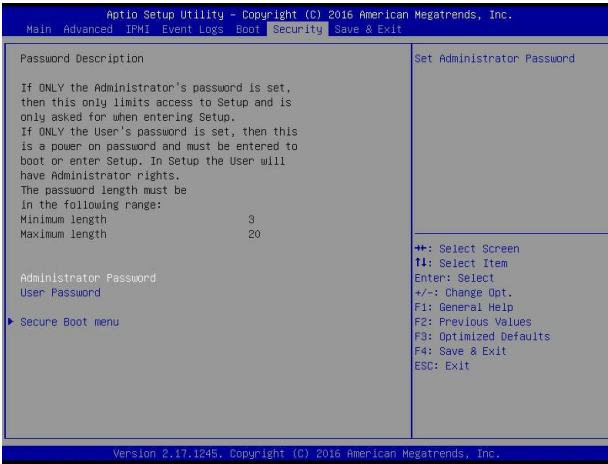 Aptio Setup Utility – Copyright (C) 2016 American Megatrends, Inc.
Main Advanced IPMI Event Logs Boot Security Save & Exit
Password Description
If ONLY the Administrator's password is set,
then this only limits access to Setup and is
only asked for when entering Setup.
If ONLY the User's password is set, then this
is a power on password and must be entered to
boot or enter Setup. In Setup the User will
have Administrator rights.
The password length must be
in the following range:
Minimum length 3
Maximum length 20
Administrator Password
User Password
Secure Boot menu
Set Administrator Password
→←: Select Screen
↑↓: Select Item
Enter: Select
+/-: Change Opt.
F1: General Help
F2: Previous Values
F3: Optimized Defaults
F4: Save & Exit
ESC: Exit
Version 2.17.1245. Copyright (C) 2016 American Megatrends, Inc.